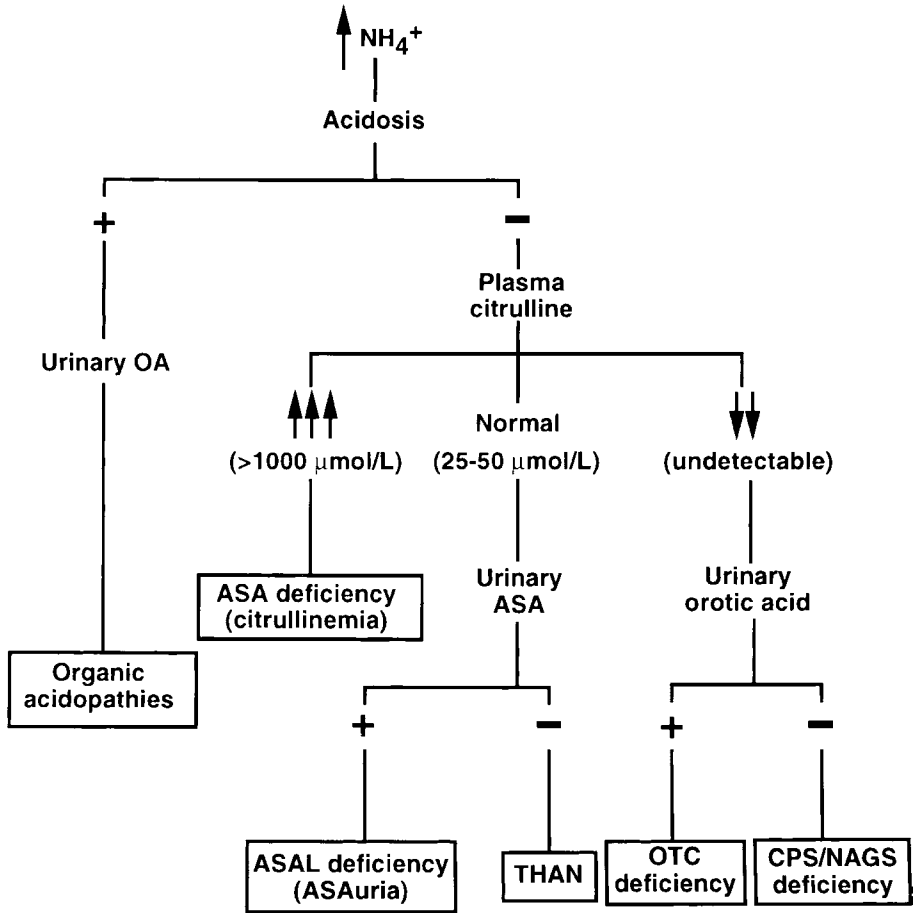 NH4+
Acidosis
+
−
Plasma
citrulline
Urinary OA
Normal
(>1000 μmol/L)
(25-50 μmol/L)
(undetectable)
ASA deficiency
(citrullinemia)
Urinary
ASA
Urinary
orotic acid
Organic
acidopathies
+
−
+
−
ASAL deficiency
(ASAuria)
THAN
OTC
deficiency
CPS/NAGS
deficiency